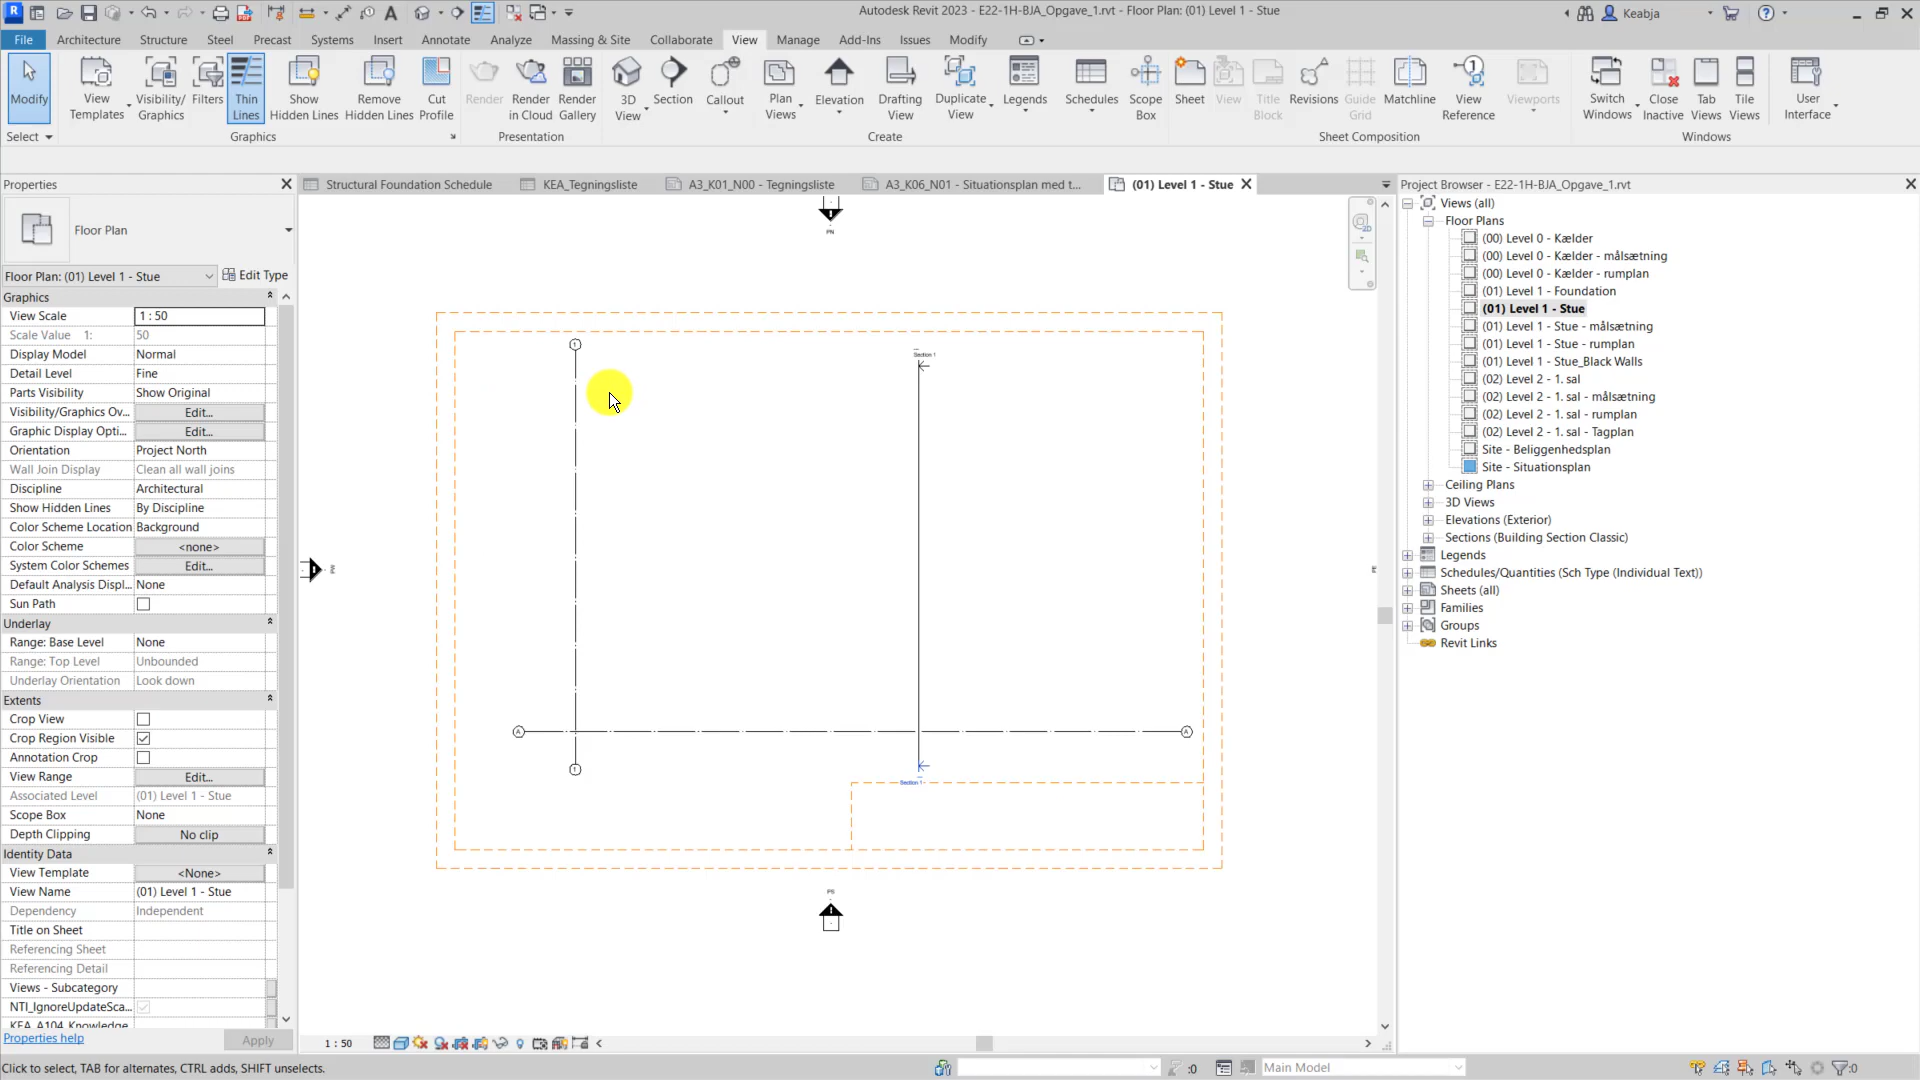 Autodesk Revit 2023 - E22-1H-BJA_Opgave_1.rvt - Floor Plan: (01) Level 1 - Stue
Keabja
File Architecture Structure Steel Precast Systems Insert Annotate Analyze Massing & Site Collaborate View Manage Add-Ins Issues Modify
Modify
View Templates
Visibility/ Graphics
Filters
Thin Lines
Show Hidden Lines
Remove Hidden Lines
Cut Profile
Render
Render in Cloud
Render Gallery
3D View
Section
Callout
Plan Views
Elevation
Drafting View
Duplicate View
Legends
Schedules
Scope Box
Sheet
View
Title Block
Revisions
Guide Grid
Matchline
View Reference
Viewports
Switch Windows
Close Inactive
Tab Views
Tile Views
User Interface
Select Graphics Presentation Create Sheet Composition Windows
Properties
Floor Plan
Floor Plan: (01) Level 1 - Stue Edit Type
Graphics
View Scale 1 : 50
Scale Value 1: 50
Display Model Normal
Detail Level Fine
Parts Visibility Show Original
Visibility/Graphics Ov... Edit...
Graphic Display Opti... Edit...
Orientation Project North
Wall Join Display Clean all wall joins
Discipline Architectural
Show Hidden Lines By Discipline
Color Scheme Location Background
Color Scheme <none>
System Color Schemes Edit...
Default Analysis Displ... None
Sun Path
Underlay
Range: Base Level None
Range: Top Level Unbounded
Underlay Orientation Look down
Extents
Crop View
Crop Region Visible
Annotation Crop
View Range Edit...
Associated Level (01) Level 1 - Stue
Scope Box None
Depth Clipping No clip
Identity Data
View Template <None>
View Name (01) Level 1 - Stue
Dependency Independent
Title on Sheet
Referencing Sheet
Referencing Detail
Views - Subcategory
NTI_IgnoreUpdateSca...
KEA_A104_Knowledge
Properties help Apply
Structural Foundation Schedule KEA_Tegningsliste A3_K01_N00 - Tegningsliste A3_K06_N01 - Situationsplan med t... (01) Level 1 - Stue
PN
1
Section 1
A A
1
Section 1
PS
1 : 50
Project Browser - E22-1H-BJA_Opgave_1.rvt
Views (all)
Floor Plans
(00) Level 0 - Kælder
(00) Level 0 - Kælder - målsætning
(00) Level 0 - Kælder - rumplan
(01) Level 1 - Foundation
(01) Level 1 - Stue
(01) Level 1 - Stue - målsætning
(01) Level 1 - Stue - rumplan
(01) Level 1 - Stue_Black Walls
(02) Level 2 - 1. sal
(02) Level 2 - 1. sal - målsætning
(02) Level 2 - 1. sal - rumplan
(02) Level 2 - 1. sal - Tagplan
Site - Beliggenhedsplan
Site - Situationsplan
Ceiling Plans
3D Views
Elevations (Exterior)
Sections (Building Section Classic)
Legends
Schedules/Quantities (Sch Type (Individual Text))
Sheets (all)
Families
Groups
Revit Links
Click to select, TAB for alternates, CTRL adds, SHIFT unselects.
:0
Main Model
:0